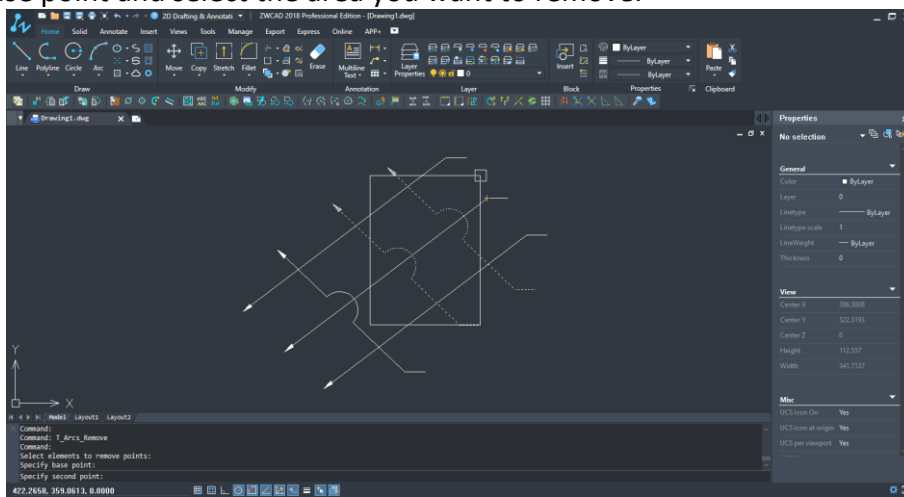 se point and select the area you want to remove.
2D Drafting & Annotati ZWCAD 2018 Professional Edition - [Drawing1.dwg]
Home Solid Annotate Insert Views Tools Manage Export Express Online APP+
Line Polyline Circle Arc Move Copy Stretch Fillet Erase Multiline Text Layer Properties 0 Insert ByLayer ByLayer ByLayer Paste
Draw Modify Annotation Layer Block Properties Clipboard
Drawing1.dwg X
Properties
No selection
General
Color ByLayer
Layer 0
Linetype ByLayer
Linetype scale 1
LineWeight ByLayer
Thickness 0
View
Center X 386.3008
Center Y 322.3193
Center Z 0
Height 112.557
Width 341.7137
Misc
UCS Icon On Yes
UCS icon at origin Yes
UCS per viewport Yes
Y
X
Model Layout1 Layout2
Command:
Command: T_Arcs_Remove
Command:
Select elements to remove points:
Specify base point:
Specify second point:
422.2650, 359.0613, 0.0000